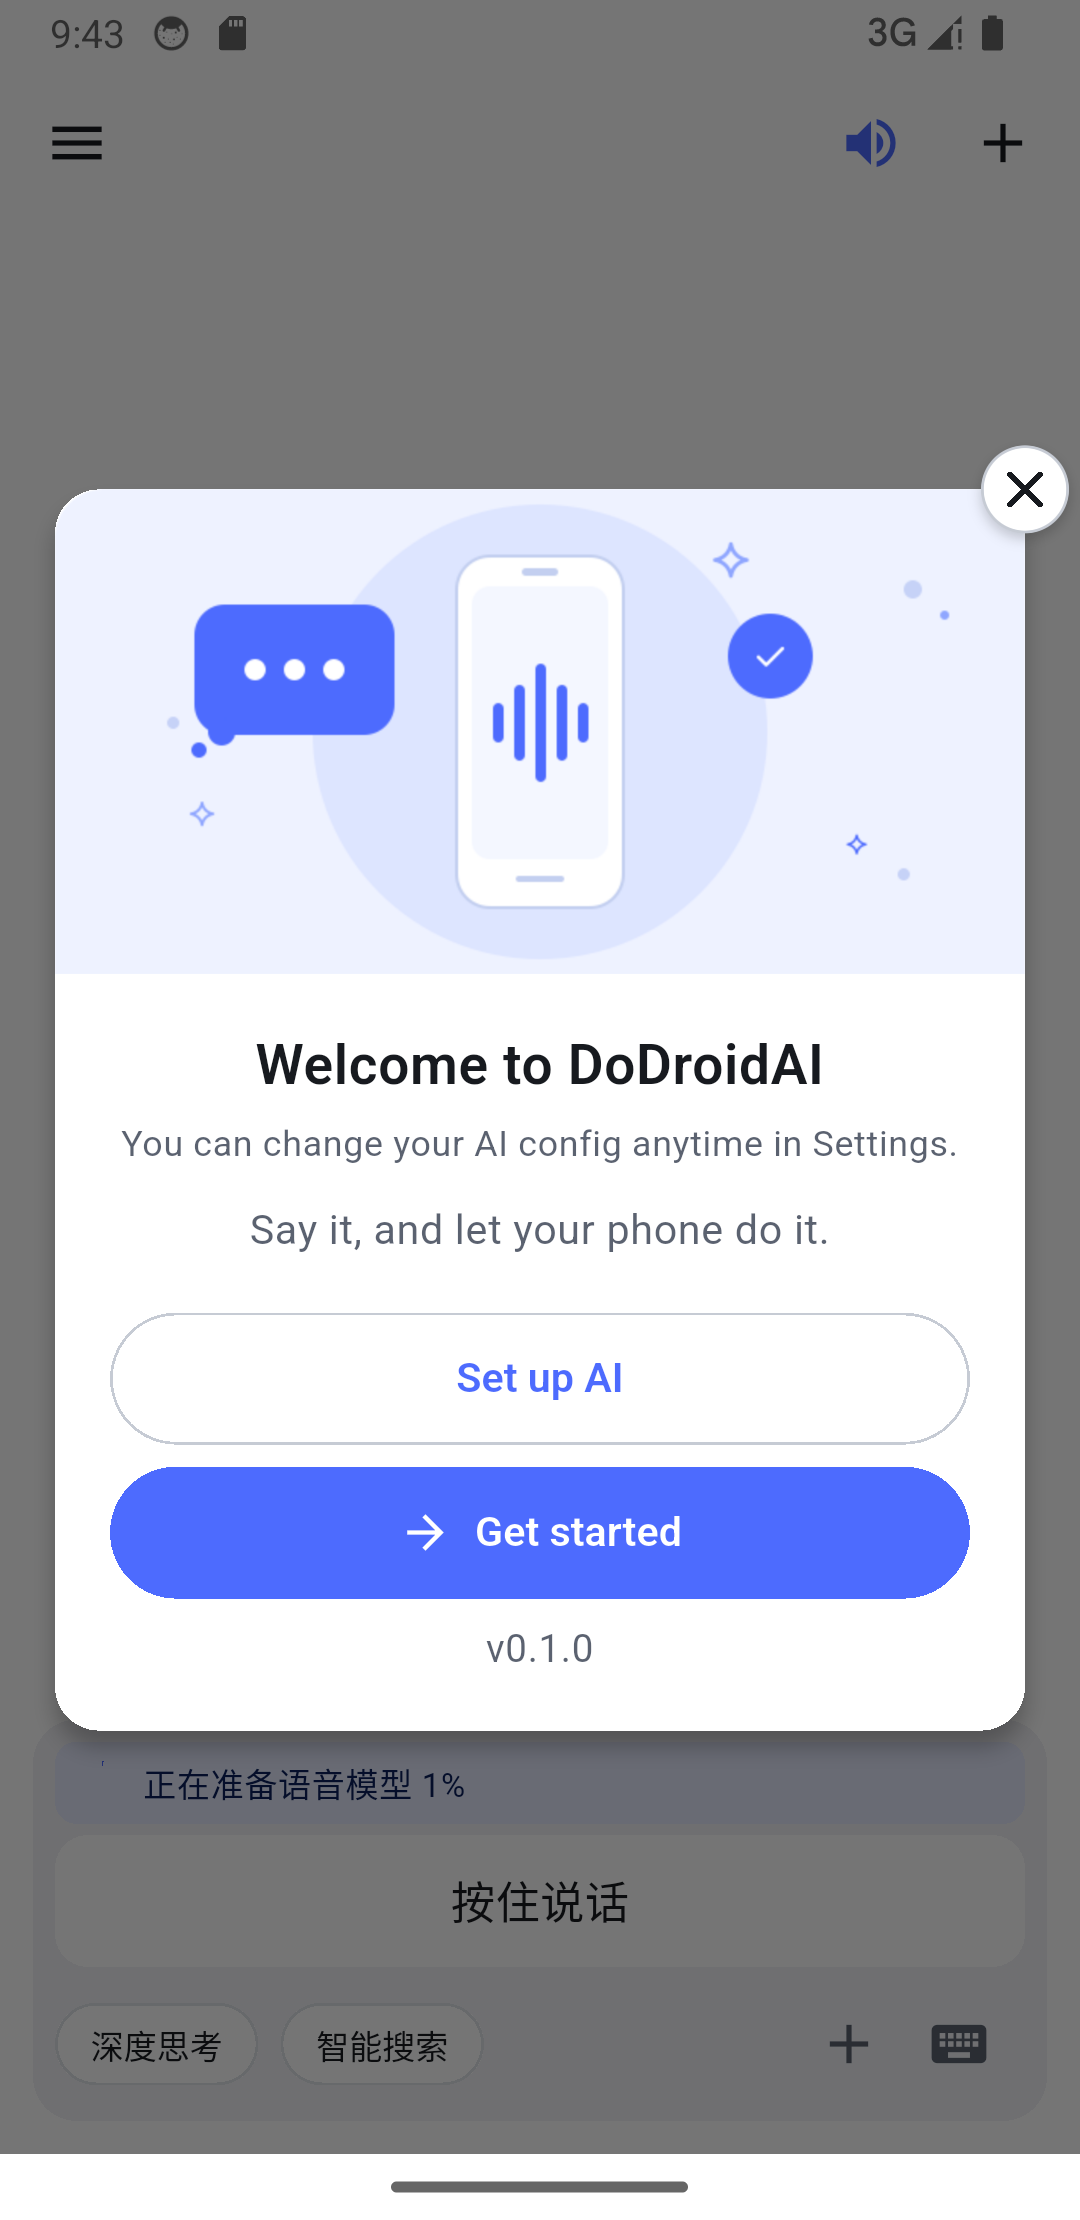 9:43
3G
Welcome to DoDroidAI
You can change your AI config anytime in Settings.
Say it, and let your phone do it.
Set up AI
Get started
v0.1.0
正在准备语音模型 1%
按住说话
深度思考
智能搜索